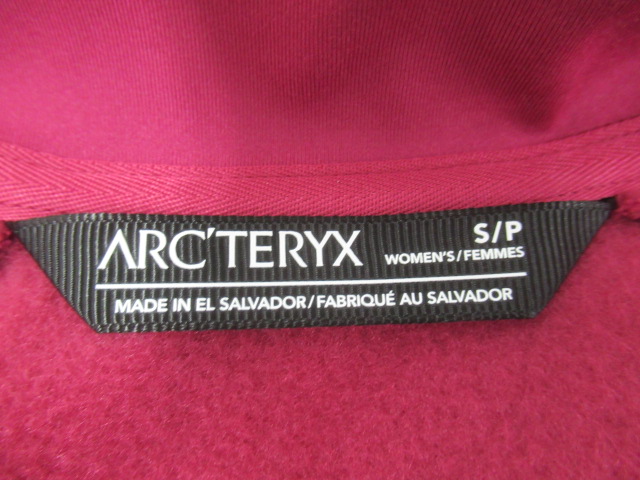 ARC'TERYX
S/P
WOMEN'S/FEMMES
MADE IN EL SALVADOR/FABRIQUÉ AU SALVADOR